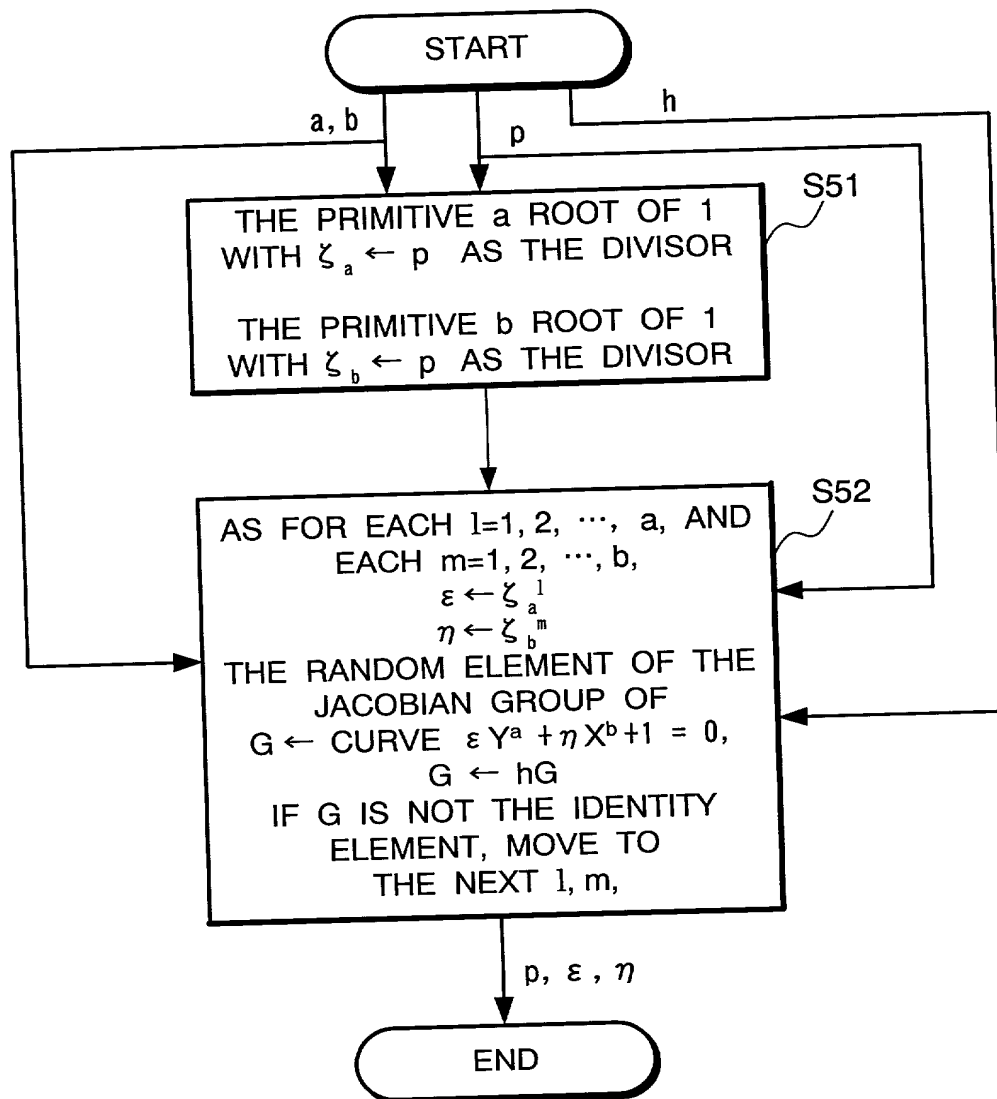 START
a, b
p
h
S51
THE PRIMITIVE a ROOT OF 1
WITH ζ_a ← p AS THE DIVISOR
THE PRIMITIVE b ROOT OF 1
WITH ζ_b ← p AS THE DIVISOR
S52
AS FOR EACH l=1, 2, ⋯, a, AND
EACH m=1, 2, ⋯, b,
ε ← ζ_a^l
η ← ζ_b^m
THE RANDOM ELEMENT OF THE
JACOBIAN GROUP OF
G ← CURVE εY^a +ηX^b+1 = 0,
G ← hG
IF G IS NOT THE IDENTITY
ELEMENT, MOVE TO
THE NEXT l, m,
p, ε, η
END